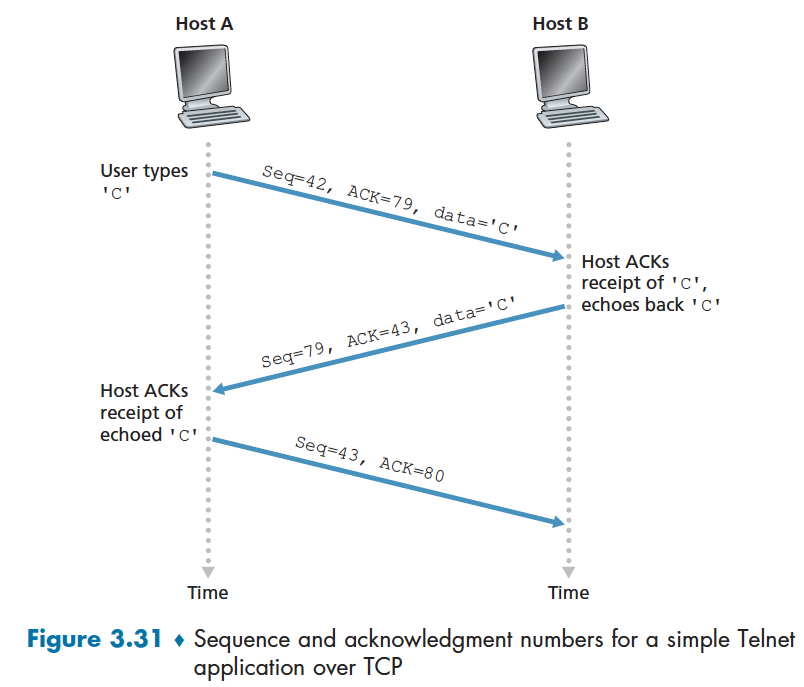 Host A
Host B
User types
'C'
Seq=42, ACK=79, data='C'
Host ACKs
receipt of 'C',
echoes back 'C'
Seq=79, ACK=43, data='C'
Host ACKs
receipt of
echoed 'C'
Seq=43, ACK=80
Time
Time
Figure 3.31 ♦ Sequence and acknowledgment numbers for a simple Telnet
application over TCP